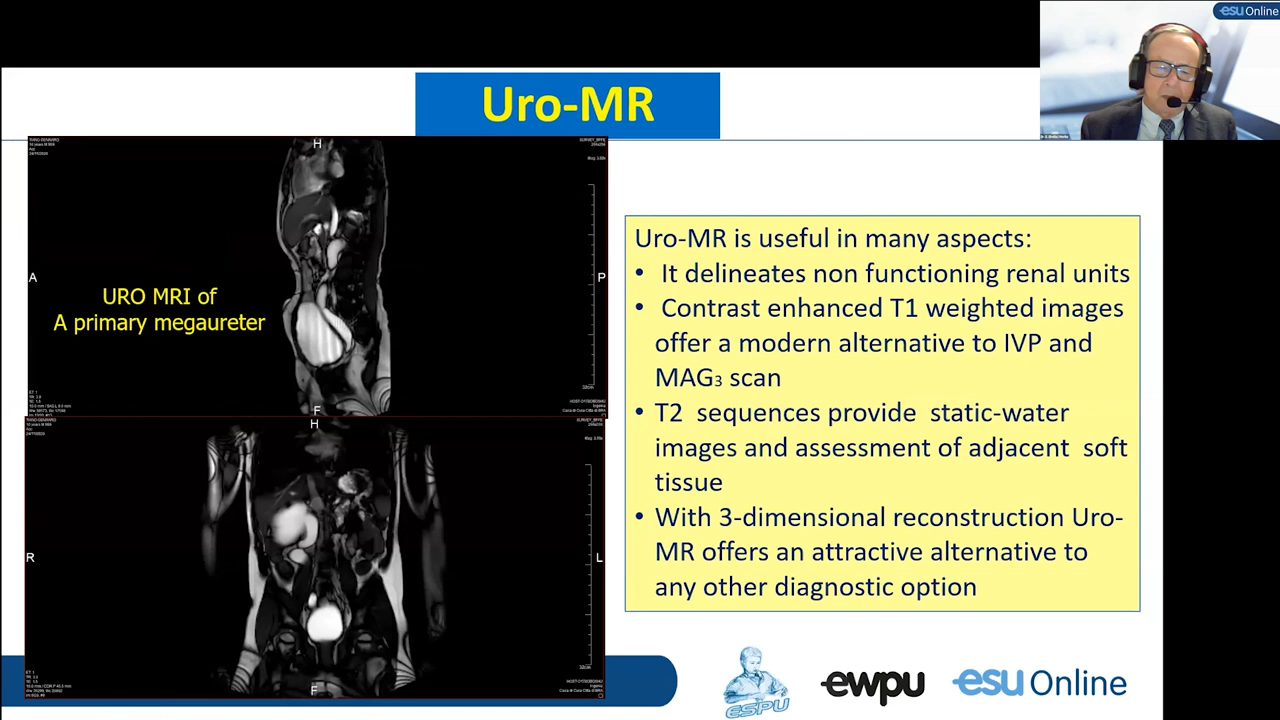 esu Online
Uro-MR
H
A
P
URO MRI of
A primary megaureter
F
H
R
L
F
Uro-MR is useful in many aspects:
• It delineates non functioning renal units
• Contrast enhanced T1 weighted images
offer a modern alternative to IVP and
MAG₃ scan
• T2 sequences provide static-water
images and assessment of adjacent soft
tissue
• With 3-dimensional reconstruction Uro-
MR offers an attractive alternative to
any other diagnostic option
ESPU
ewpu
esu Online